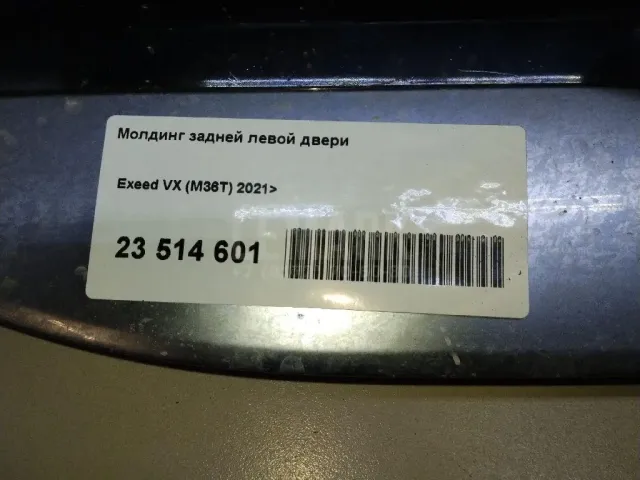 Молдинг задней левой двери
Exeed VX (M36T) 2021>
23 514 601